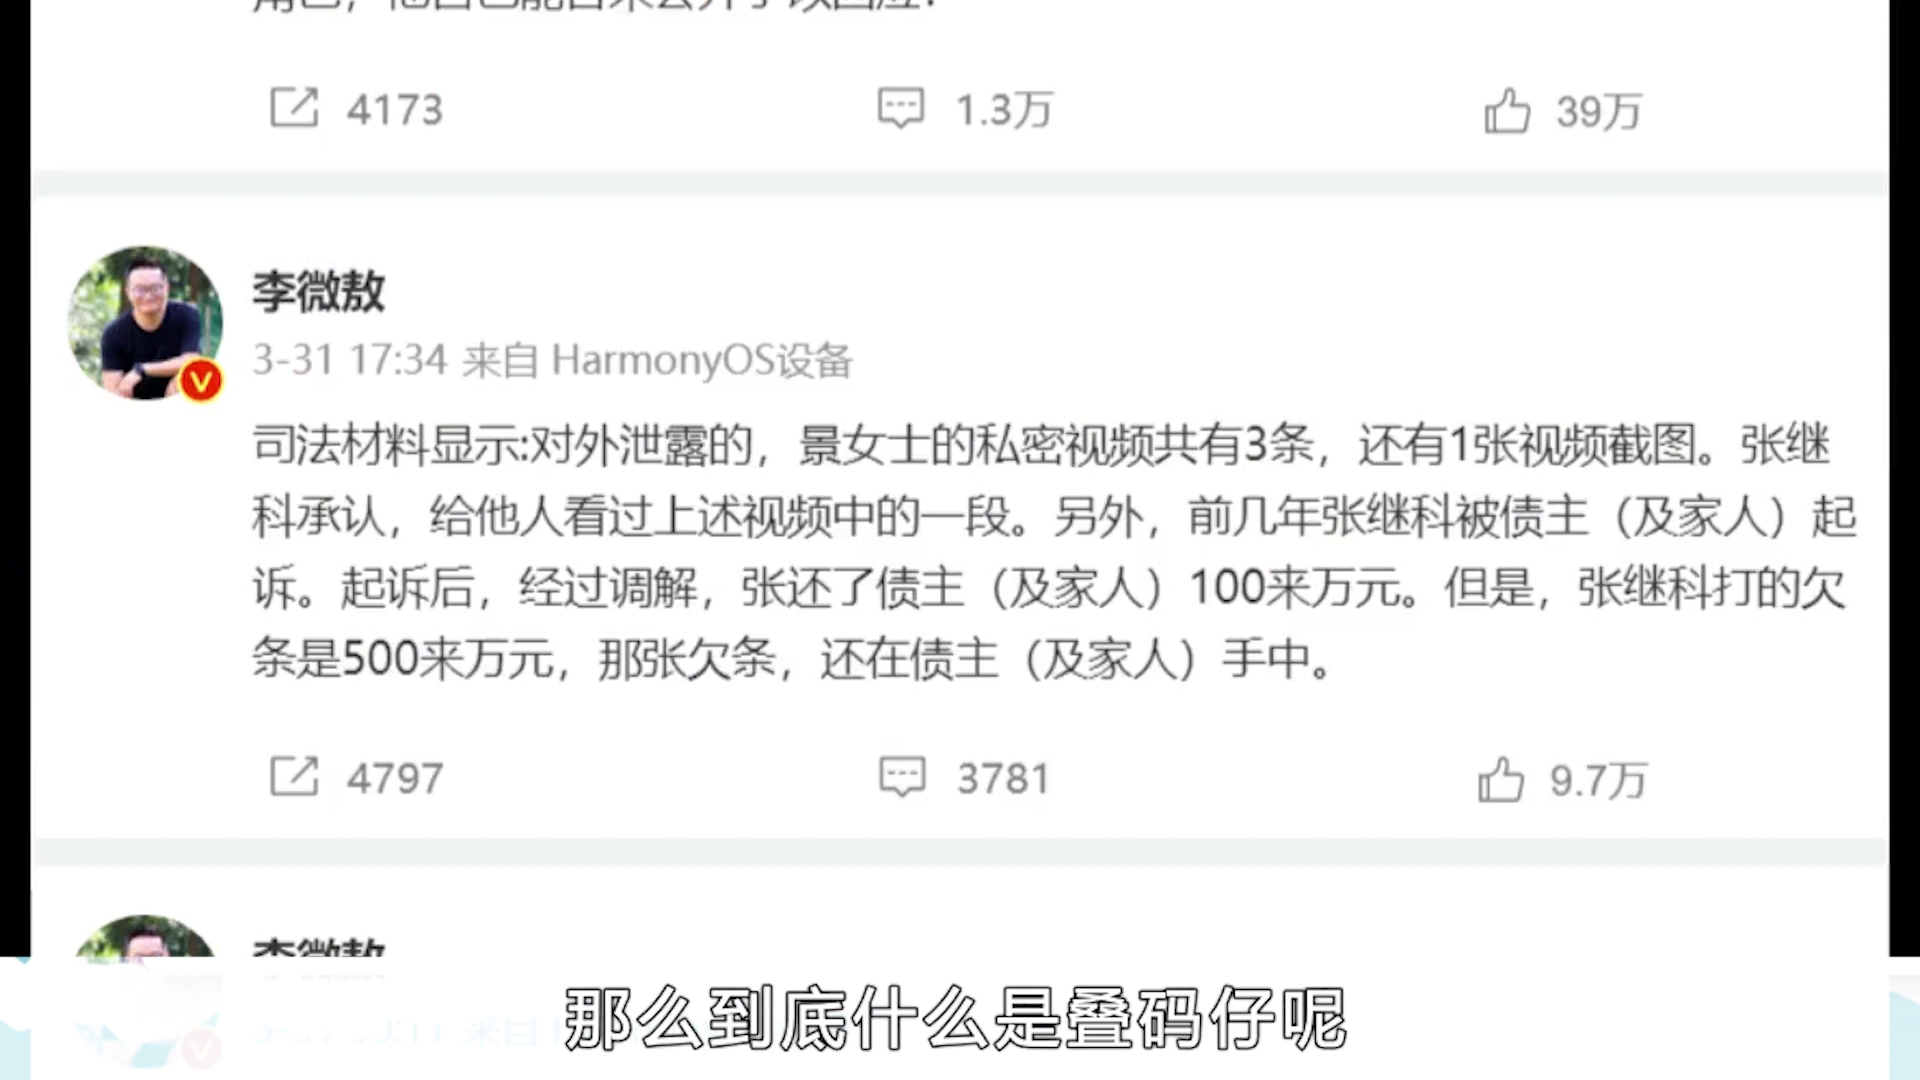 4173
1.3万
39万
李微敖
3-31 17:34 来自 HarmonyOS设备
司法材料显示:对外泄露的，景女士的私密视频共有3条，还有1张视频截图。张继
科承认，给他人看过上述视频中的一段。另外，前几年张继科被债主（及家人）起
诉。起诉后，经过调解，张还了债主（及家人）100来万元。但是，张继科打的欠
条是500来万元，那张欠条，还在债主（及家人）手中。
4797
3781
9.7万
李微敖
来自
那么到底什么是叠码仔呢